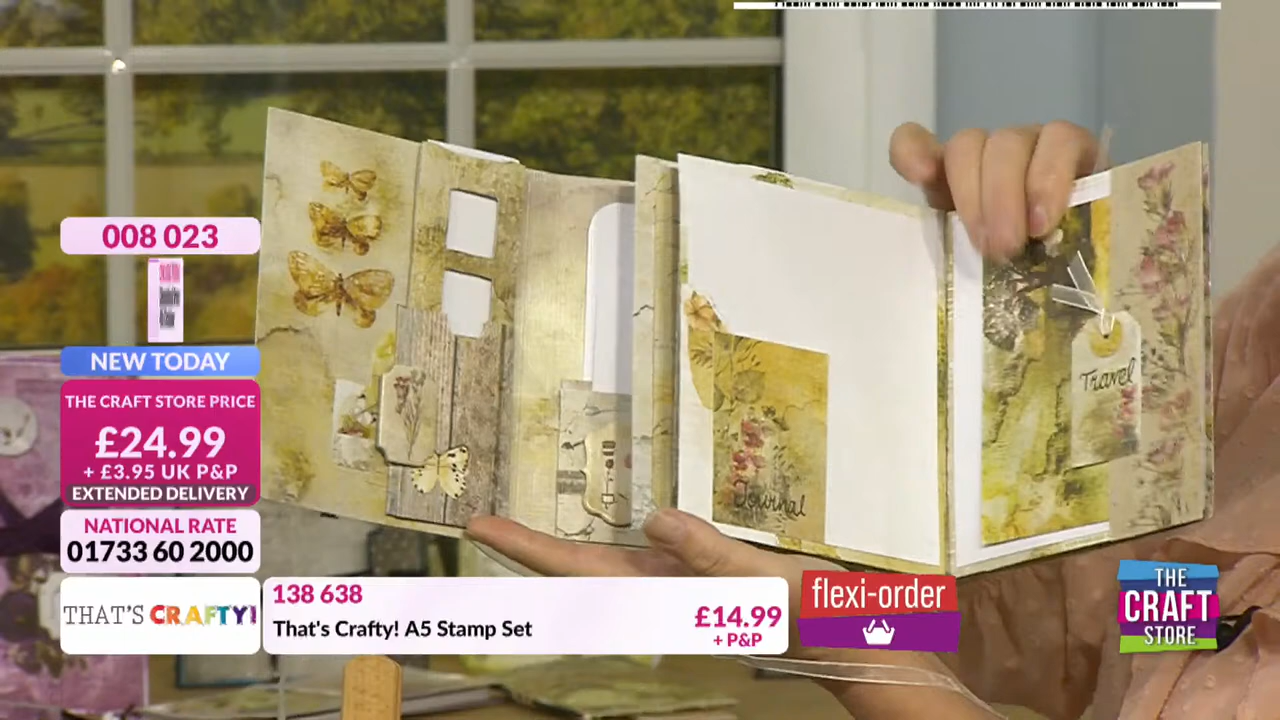 008 023
NEW TODAY
THE CRAFT STORE PRICE
£24.99
+ £3.95 UK P&P
EXTENDED DELIVERY
NATIONAL RATE
01733 60 2000
THAT'S CRAFTY!
138 638
That's Crafty! A5 Stamp Set
£14.99
+ P&P
flexi-order
THE
CRAFT
STORE
Journal
Travel